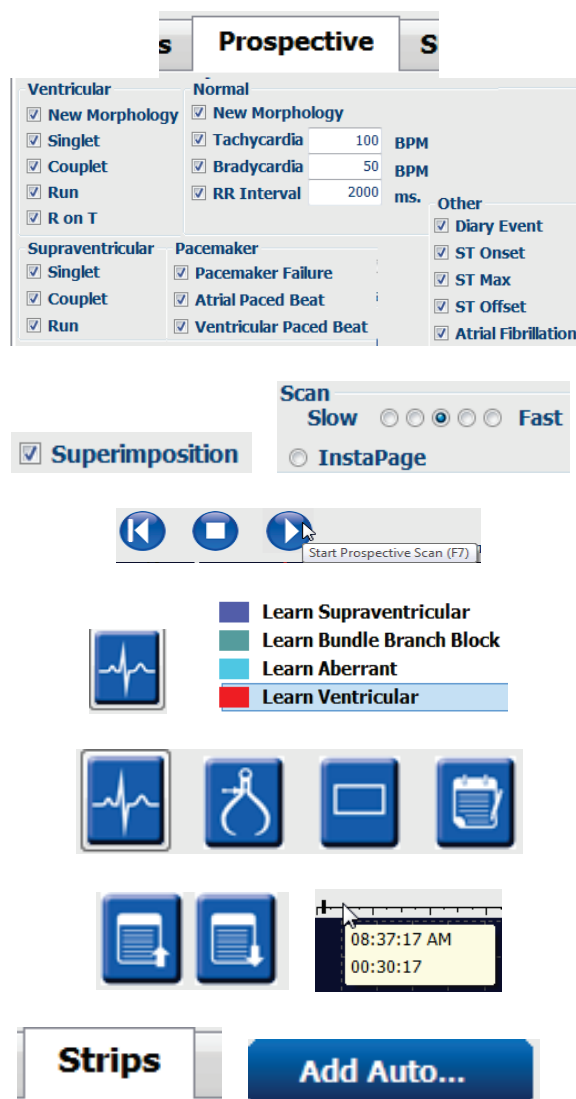 s Prospective S
Ventricular
New Morphology
Singlet
Couplet
Run
R on T
Normal
New Morphology
Tachycardia 100 BPM
Bradycardia 50 BPM
RR Interval 2000 ms.
Supraventricular
Singlet
Couplet
Run
Pacemaker
Pacemaker Failure
Atrial Paced Beat
Ventricular Paced Beat
Other
Diary Event
ST Onset
ST Max
ST Offset
Atrial Fibrillation
Superimposition
Scan
Slow Fast
InstaPage
Start Prospective Scan (F7)
Learn Supraventricular
Learn Bundle Branch Block
Learn Aberrant
Learn Ventricular
08:37:17 AM
00:30:17
Strips
Add Auto...